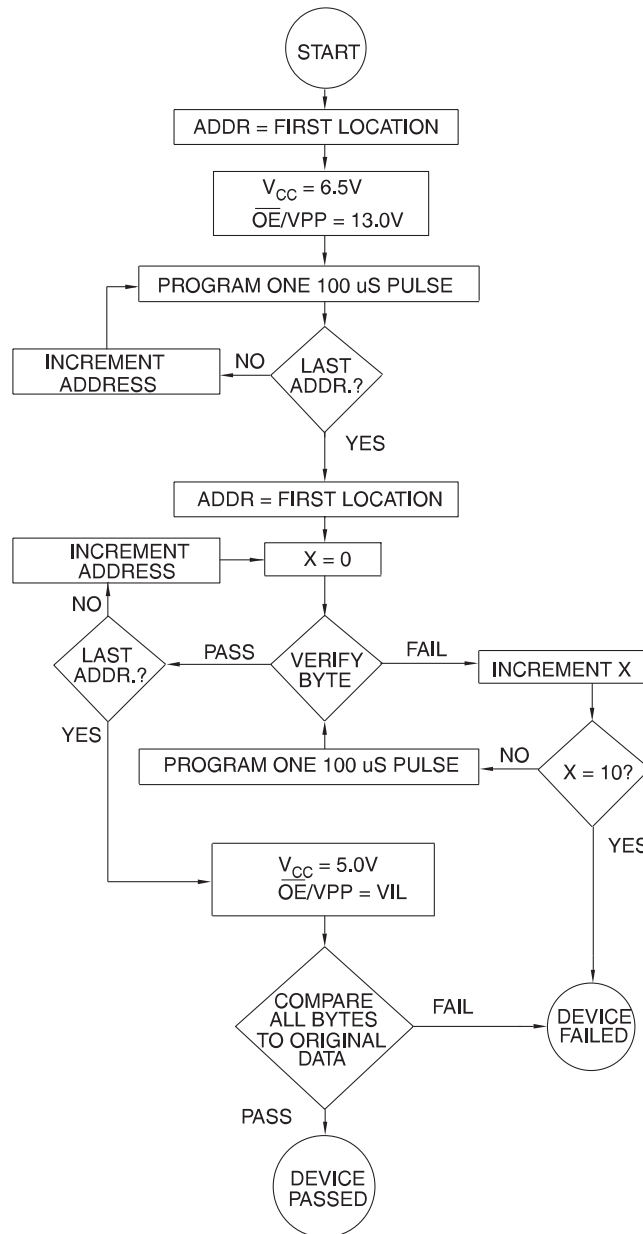 START
ADDR = FIRST LOCATION
VCC = 6.5V
OE/VPP = 13.0V
PROGRAM ONE 100 uS PULSE
INCREMENT
ADDRESS
NO
LAST
ADDR.?
YES
ADDR = FIRST LOCATION
INCREMENT
ADDRESS
X = 0
NO
LAST
ADDR.?
PASS
VERIFY
BYTE
FAIL
INCREMENT X
YES
PROGRAM ONE 100 uS PULSE
NO
X = 10?
YES
VCC = 5.0V
OE/VPP = VIL
COMPARE
ALL BYTES
TO ORIGINAL
DATA
FAIL
DEVICE
FAILED
PASS
DEVICE
PASSED